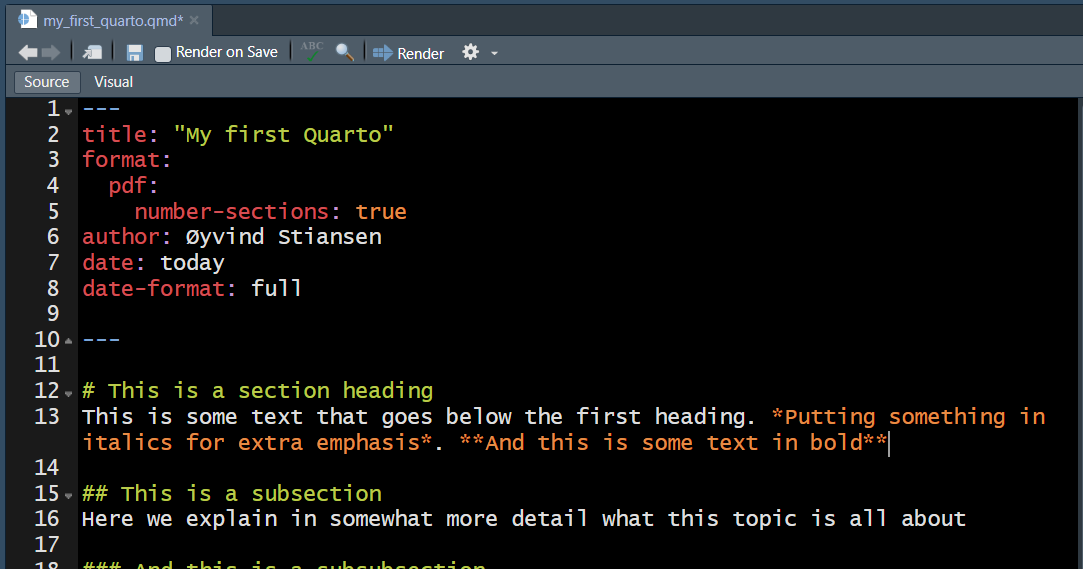 my_first_quarto.qmd*
Render on Save
ABC
Render
Source
Visual
1 ---
2 title: "My first Quarto"
3 format:
4   pdf:
5     number-sections: true
6 author: Øyvind Stiansen
7 date: today
8 date-format: full
9
10 ---
11
12 # This is a section heading
13 This is some text that goes below the first heading. *Putting something in
italics for extra emphasis*. **And this is some text in bold**
14
15 ## This is a subsection
16 Here we explain in somewhat more detail what this topic is all about
17
18 ### And this is a subsubsection